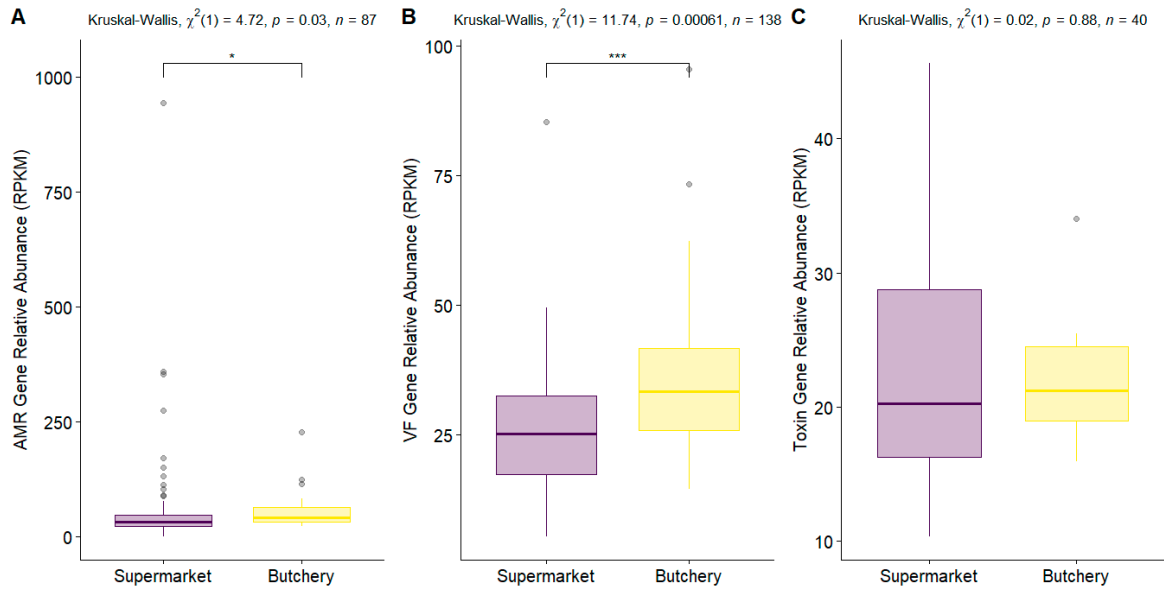 A
Kruskal-Wallis, χ²(1) = 4.72, p = 0.03, n = 87
AMR Gene Relative Abunance (RPKM)
1000
750
500
250
0
*
Supermarket
Butchery
B
Kruskal-Wallis, χ²(1) = 11.74, p = 0.00061, n = 138
VF Gene Relative Abunance (RPKM)
100
75
50
25
***
Supermarket
Butchery
C
Kruskal-Wallis, χ²(1) = 0.02, p = 0.88, n = 40
Toxin Gene Relative Abunance (RPKM)
40
30
20
10
Supermarket
Butchery